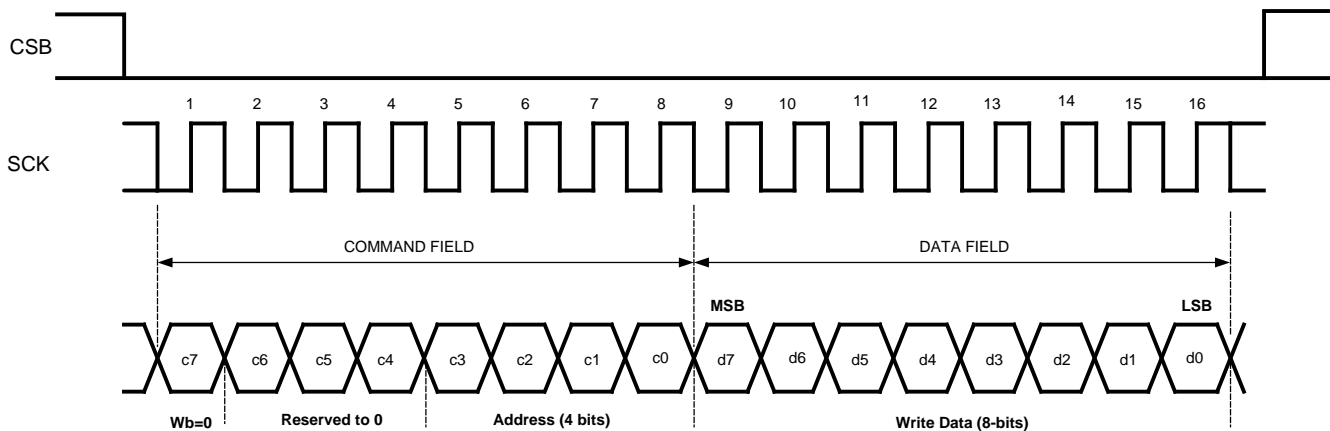 CSB
1 2 3 4 5 6 7 8 9 10 11 12 13 14 15 16
SCK
COMMAND FIELD DATA FIELD
MSB LSB
c7 c6 c5 c4 c3 c2 c1 c0 d7 d6 d5 d4 d3 d2 d1 d0
Wb=0 Reserved to 0 Address (4 bits) Write Data (8-bits)